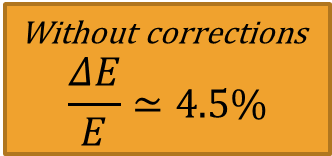 Without corrections
ΔE/E ≃ 4.5%